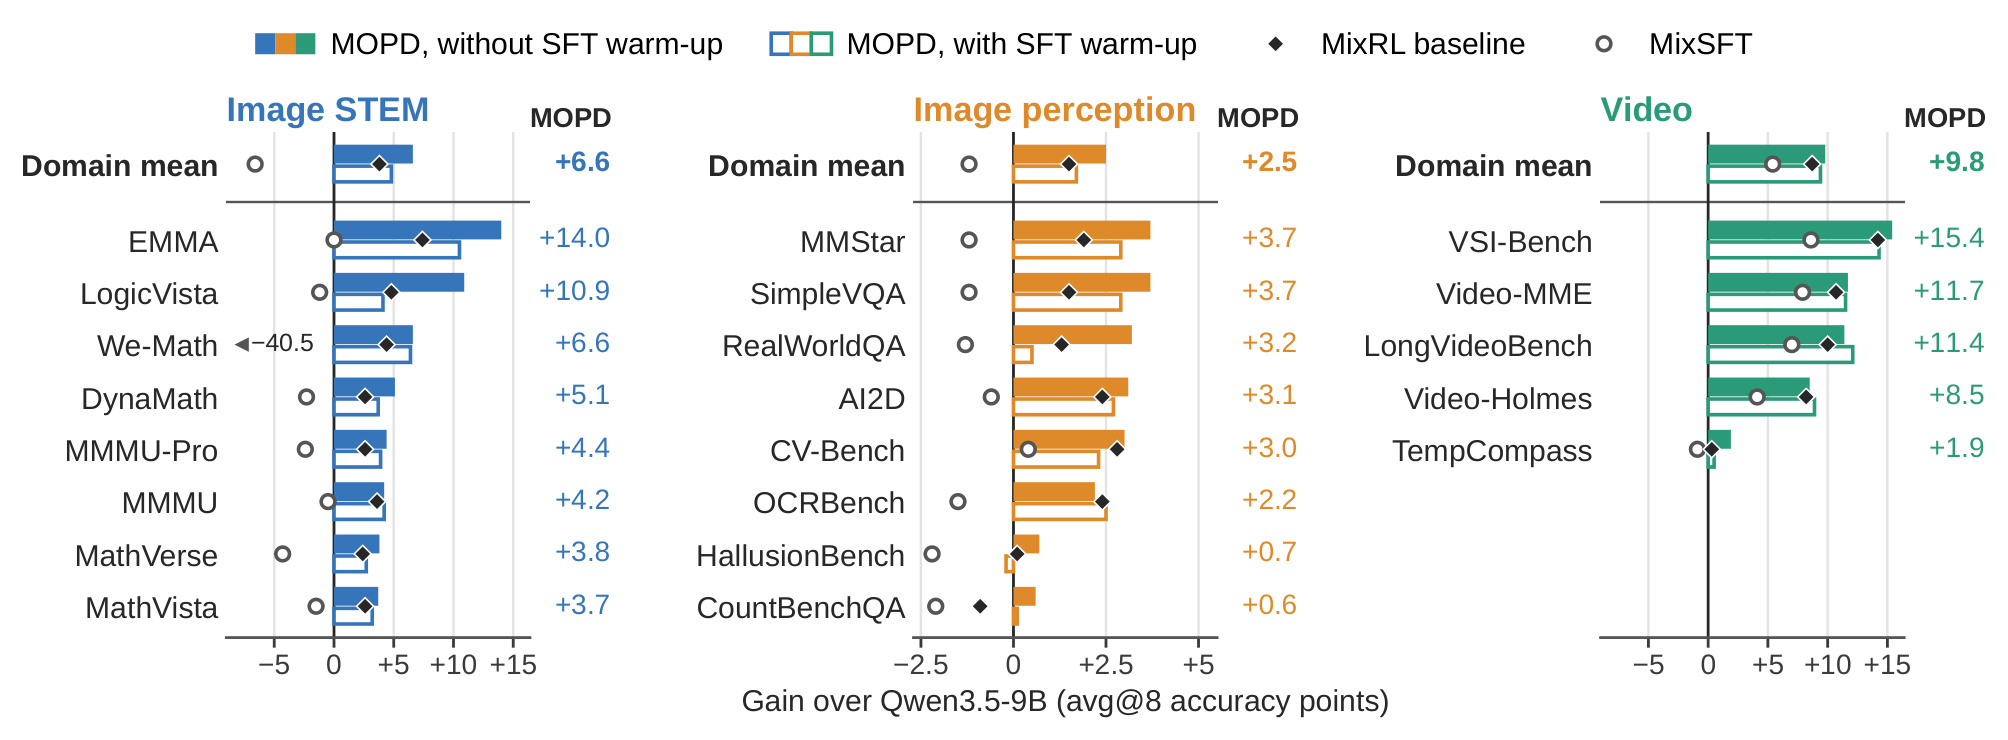 MOPD, without SFT warm-up MOPD, with SFT warm-up MixRL baseline MixSFT
Image STEM MOPD
Domain mean +6.6
EMMA +14.0
LogicVista +10.9
We-Math ◄−40.5 +6.6
DynaMath +5.1
MMMU-Pro +4.4
MMMU +4.2
MathVerse +3.8
MathVista +3.7
−5 0 +5 +10 +15
Image perception MOPD
Domain mean +2.5
MMStar +3.7
SimpleVQA +3.7
RealWorldQA +3.2
AI2D +3.1
CV-Bench +3.0
OCRBench +2.2
HallusionBench +0.7
CountBenchQA +0.6
−2.5 0 +2.5 +5
Video MOPD
Domain mean +9.8
VSI-Bench +15.4
Video-MME +11.7
LongVideoBench +11.4
Video-Holmes +8.5
TempCompass +1.9
−5 0 +5 +10 +15
Gain over Qwen3.5-9B (avg@8 accuracy points)